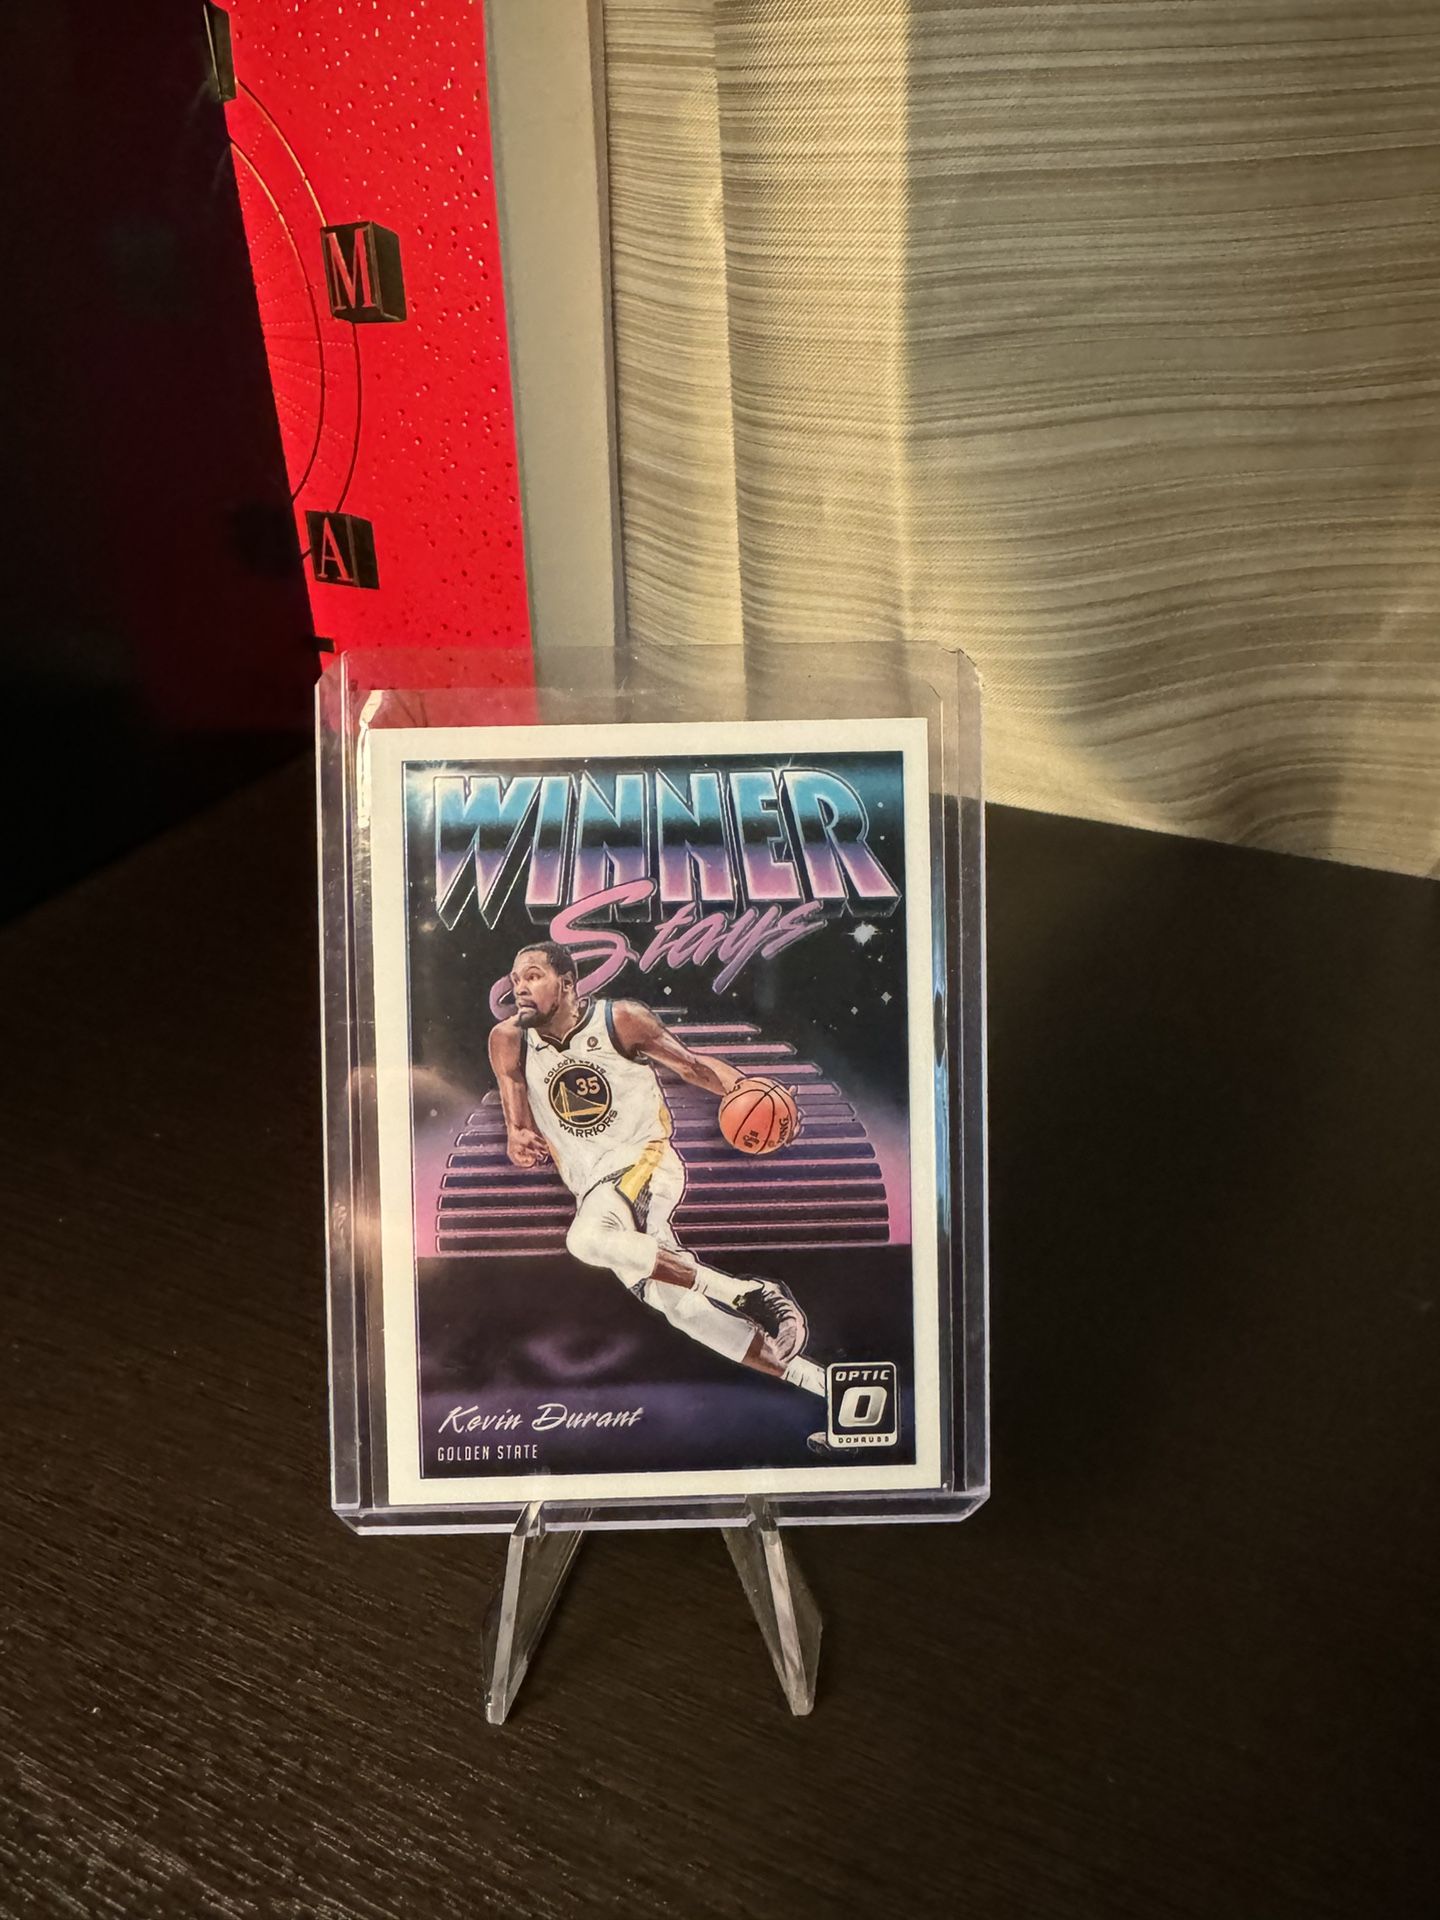 M
A
WINNER
Stays
GOLDEN STATE
35
WARRIORS
OPTIC
O
DONRUSS
Kevin Durant
GOLDEN STATE